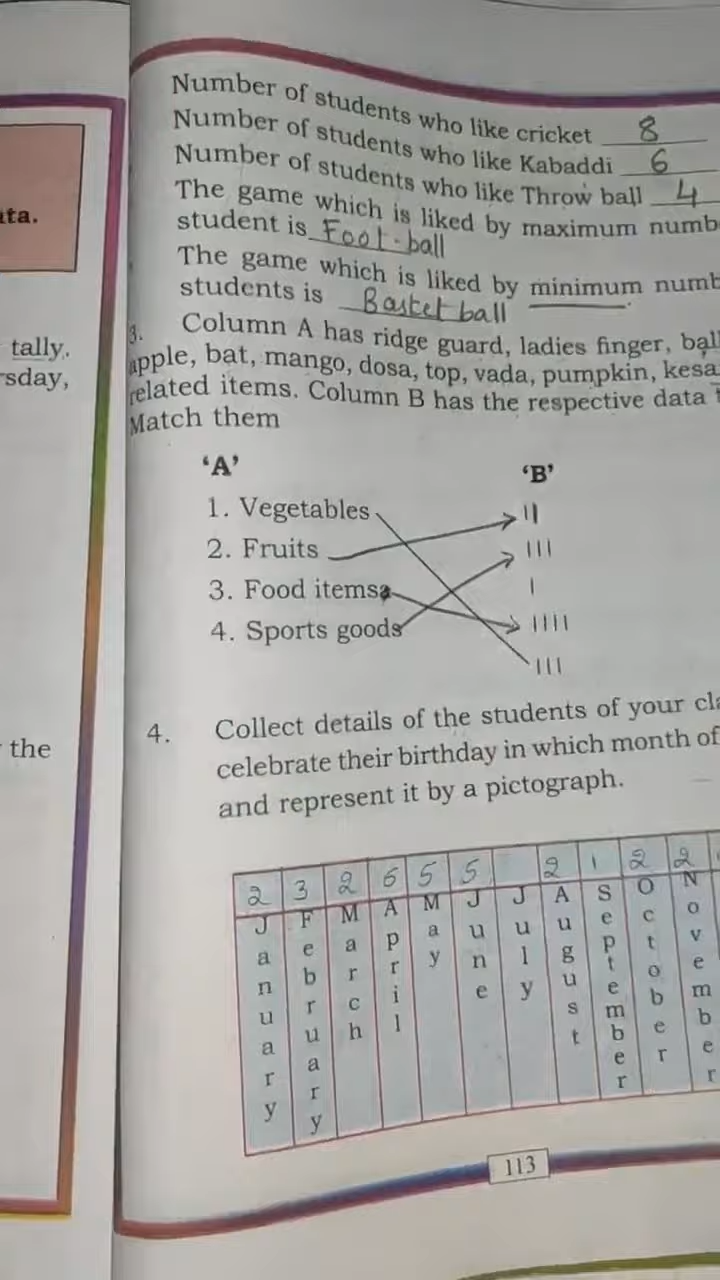 ata.
tally.
rsday,
the
Number of students who like cricket 8
Number of students who like Kabaddi 6
Number of students who like Throw ball 4
The game which is liked by maximum numb
student is Foot-ball
The game which is liked by minimum numb
students is Bastet ball
3. Column A has ridge guard, ladies finger, ball
apple, bat, mango, dosa, top, vada, pumpkin, kesa
related items. Column B has the respective data
Match them
'A' 'B'
1. Vegetables ||
2. Fruits |||
3. Food items |
4. Sports goods ||||
|||
4. Collect details of the students of your cla
celebrate their birthday in which month of
and represent it by a pictograph.
2 3 2 6 5 5 2 1 2 2
January February March April May June July August September October November
113